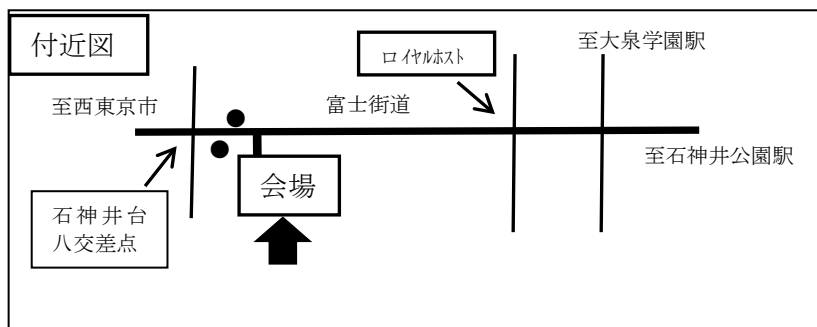 付近図
至大泉学園駅
ロイヤルホスト
至西東京市
富士街道
至石神井公園駅
会場
石神井台
八交差点